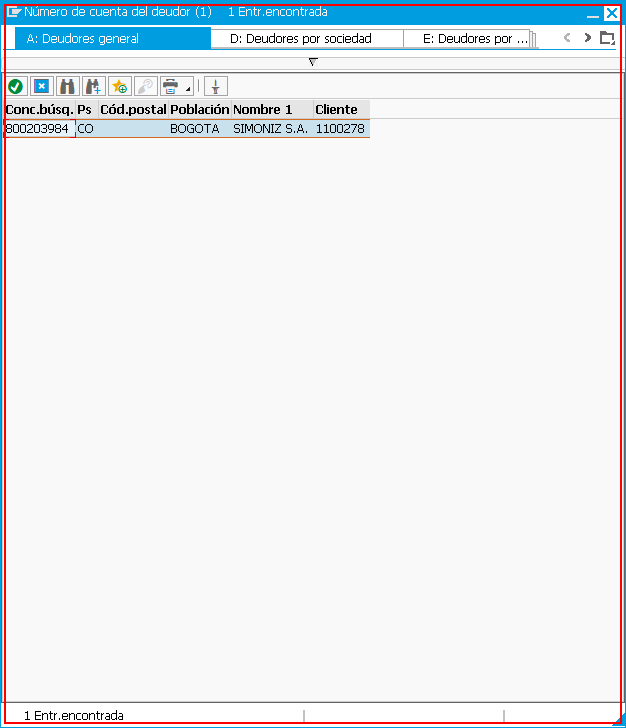 Número de cuenta del deudor (1) 1 Entr.encontrada
A: Deudores general D: Deudores por sociedad E: Deudores por ...
Conc.búsq. Ps Cód.postal Población Nombre 1 Cliente
800203984 CO BOGOTA SIMONIZ S.A. 1100278
1 Entr.encontrada